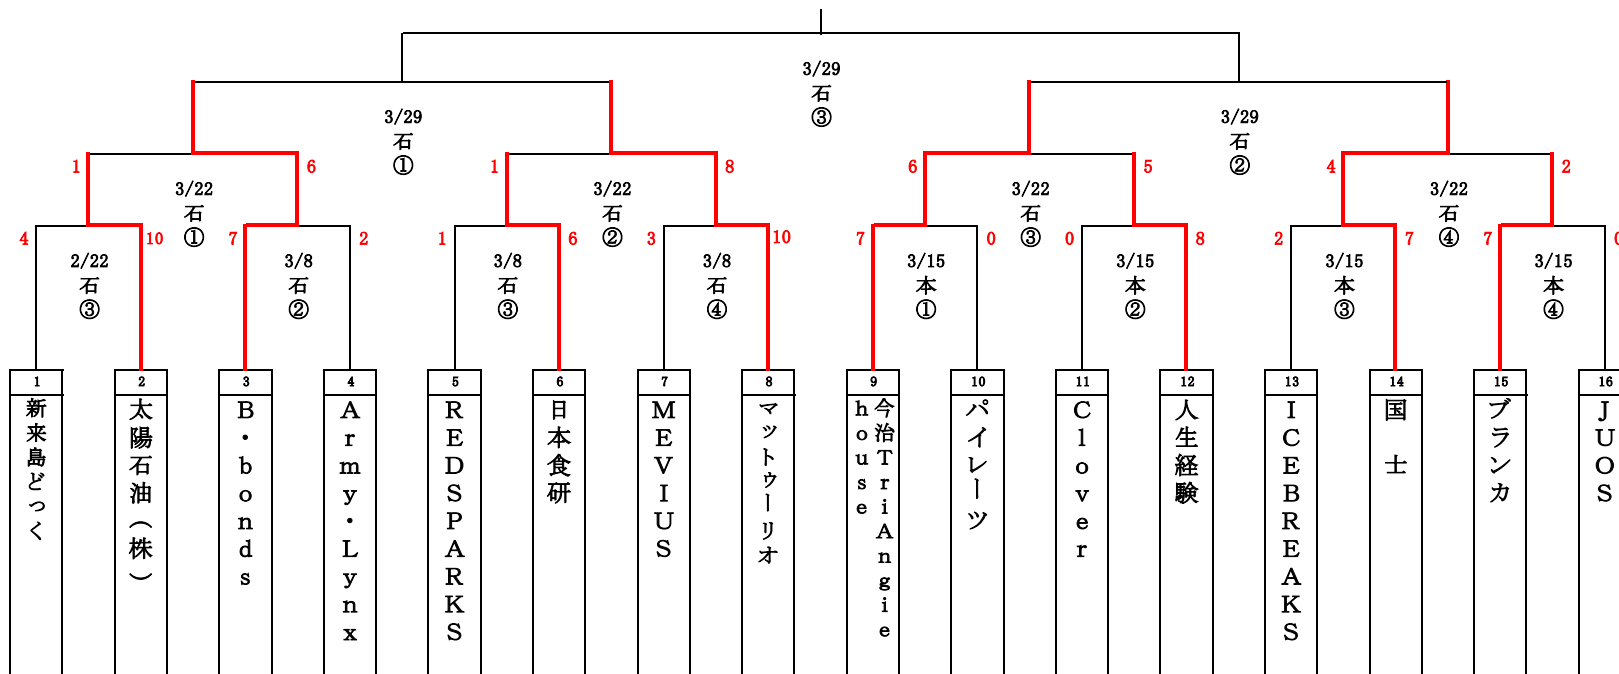 3/29
石
③
3/29
石
①
3/29
石
②
1
6
1
8
6
5
4
2
3/22
石
①
3/22
石
②
3/22
石
③
3/22
石
④
4
10
7
2
1
6
3
10
7
0
0
8
2
7
7
0
2/22
石
③
3/8
石
②
3/8
石
③
3/8
石
④
3/15
本
①
3/15
本
②
3/15
本
③
3/15
本
④
1
新来島どっく
2
太陽石油(株)
3
B・bonds
4
Army・Lynx
5
REDSPARKS
6
日本食研
7
MEVIUS
8
マットゥーリオ
9
今治TriAngie
house
10
パイレーツ
11
Clover
12
人生経験
13
ICEBREAKS
14
国 士
15
ブランカ
16
JUOS